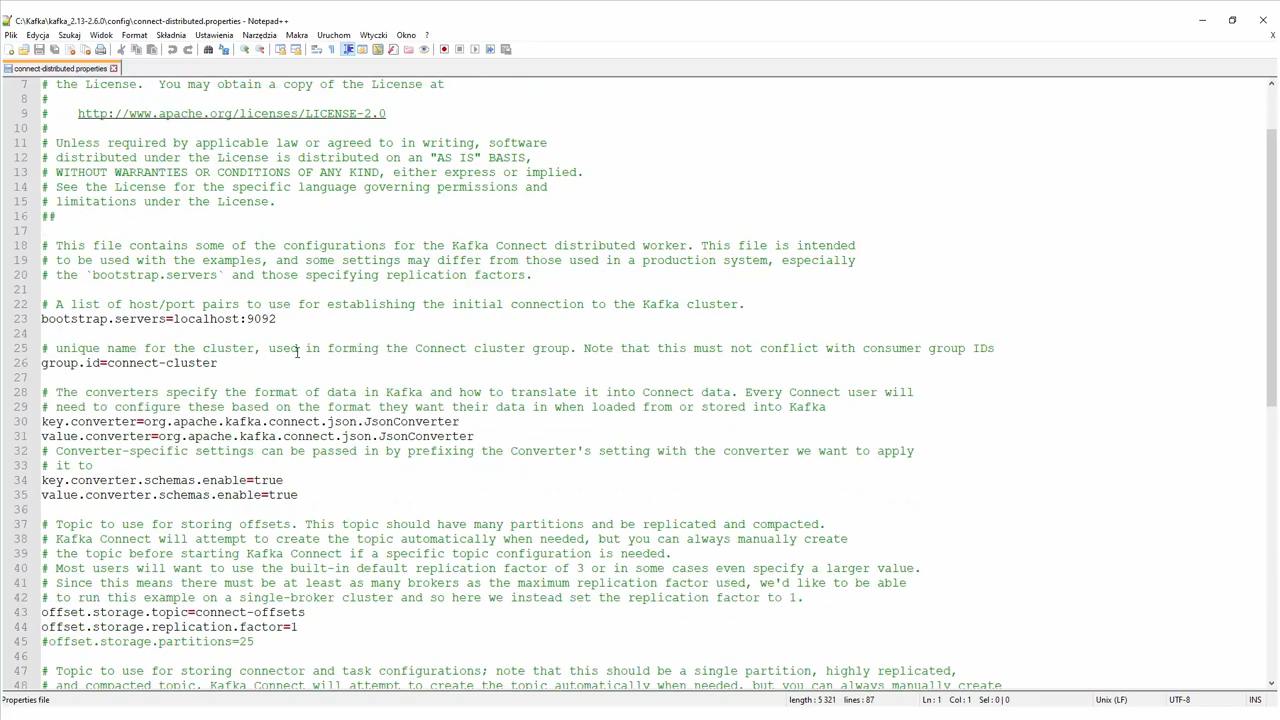 C:\Kafka\kafka_2.13-2.6.0\config\connect-distributed.properties - Notepad++
Plik Edycja Szukaj Widok Format Składnia Ustawienia Narzędzia Makra Uruchom Wtyczki Okno ? X
connect-distributed.properties
7 # the License. You may obtain a copy of the License at
8 #
9 # http://www.apache.org/licenses/LICENSE-2.0
10 #
11 # Unless required by applicable law or agreed to in writing, software
12 # distributed under the License is distributed on an "AS IS" BASIS,
13 # WITHOUT WARRANTIES OR CONDITIONS OF ANY KIND, either express or implied.
14 # See the License for the specific language governing permissions and
15 # limitations under the License.
16 ##
17
18 # This file contains some of the configurations for the Kafka Connect distributed worker. This file is intended
19 # to be used with the examples, and some settings may differ from those used in a production system, especially
20 # the `bootstrap.servers` and those specifying replication factors.
21
22 # A list of host/port pairs to use for establishing the initial connection to the Kafka cluster.
23 bootstrap.servers=localhost:9092
24
25 # unique name for the cluster, used in forming the Connect cluster group. Note that this must not conflict with consumer group IDs
26 group.id=connect-cluster
27
28 # The converters specify the format of data in Kafka and how to translate it into Connect data. Every Connect user will
29 # need to configure these based on the format they want their data in when loaded from or stored into Kafka
30 key.converter=org.apache.kafka.connect.json.JsonConverter
31 value.converter=org.apache.kafka.connect.json.JsonConverter
32 # Converter-specific settings can be passed in by prefixing the Converter's setting with the converter we want to apply
33 # it to
34 key.converter.schemas.enable=true
35 value.converter.schemas.enable=true
36
37 # Topic to use for storing offsets. This topic should have many partitions and be replicated and compacted.
38 # Kafka Connect will attempt to create the topic automatically when needed, but you can always manually create
39 # the topic before starting Kafka Connect if a specific topic configuration is needed.
40 # Most users will want to use the built-in default replication factor of 3 or in some cases even specify a larger value.
41 # Since this means there must be at least as many brokers as the maximum replication factor used, we'd like to be able
42 # to run this example on a single-broker cluster and so here we instead set the replication factor to 1.
43 offset.storage.topic=connect-offsets
44 offset.storage.replication.factor=1
45 #offset.storage.partitions=25
46
47 # Topic to use for storing connector and task configurations; note that this should be a single partition, highly replicated,
48 # and compacted topic. Kafka Connect will attempt to create the topic automatically when needed, but you can always manually create
Properties file length : 5 321 lines : 87 Ln : 1 Col : 1 Sel : 0 | 0 Unix (LF) UTF-8 INS